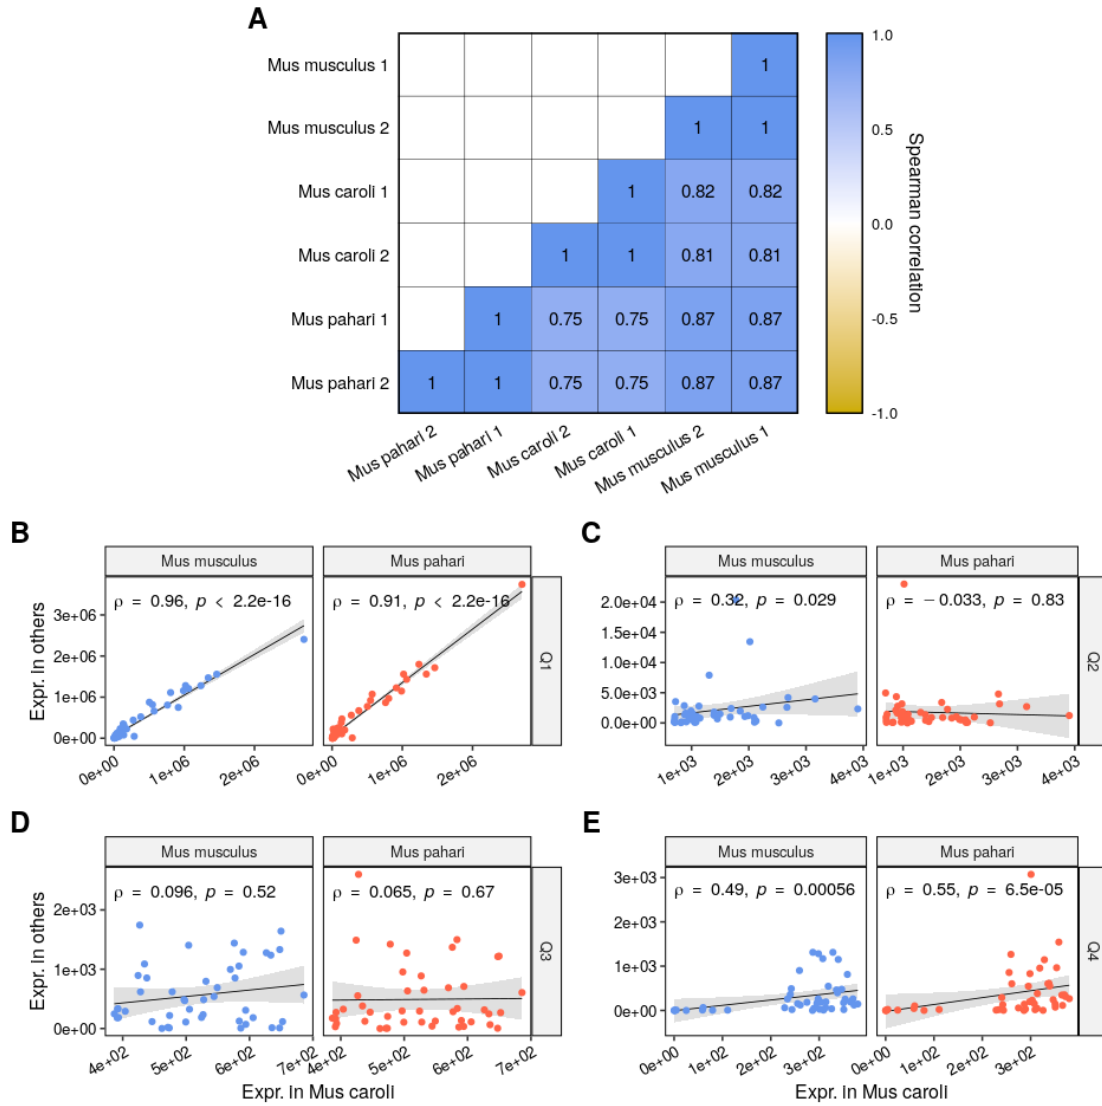 A
Mus musculus 1
1
1.0
Mus musculus 2
1 1
0.5
Mus caroli 1
1 0.82 0.82
0.0
Spearman correlation
Mus caroli 2
1 1 0.81 0.81
Mus pahari 1
1 0.75 0.75 0.87 0.87
-0.5
Mus pahari 2
1 1 0.75 0.75 0.87 0.87
-1.0
Mus pahari 2 Mus pahari 1 Mus caroli 2 Mus caroli 1 Mus musculus 2 Mus musculus 1
B
Mus musculus Mus pahari
ρ = 0.96, p < 2.2e-16 ρ = 0.91, p < 2.2e-16
Expr. in others
3e+06
2e+06
1e+06
0e+00
Q1
0e+00 1e+06 2e+06 0e+00 1e+06 2e+06
C
Mus musculus Mus pahari
ρ = 0.32, p = 0.029 ρ = −0.033, p = 0.83
2.0e+04
1.5e+04
1.0e+04
5.0e+03
0.0e+00
Q2
1e+03 2e+03 3e+03 4e+03 1e+03 2e+03 3e+03 4e+03
D
Mus musculus Mus pahari
ρ = 0.096, p = 0.52 ρ = 0.065, p = 0.67
Expr. in others
2e+03
1e+03
0e+00
Q3
4e+02 5e+02 6e+02 7e+02 4e+02 5e+02 6e+02 7e+02
Expr. in Mus caroli
E
Mus musculus Mus pahari
ρ = 0.49, p = 0.00056 ρ = 0.55, p = 6.5e-05
3e+03
2e+03
1e+03
0e+00
Q4
0e+00 1e+02 2e+02 3e+02 0e+00 1e+02 2e+02 3e+02
Expr. in Mus caroli